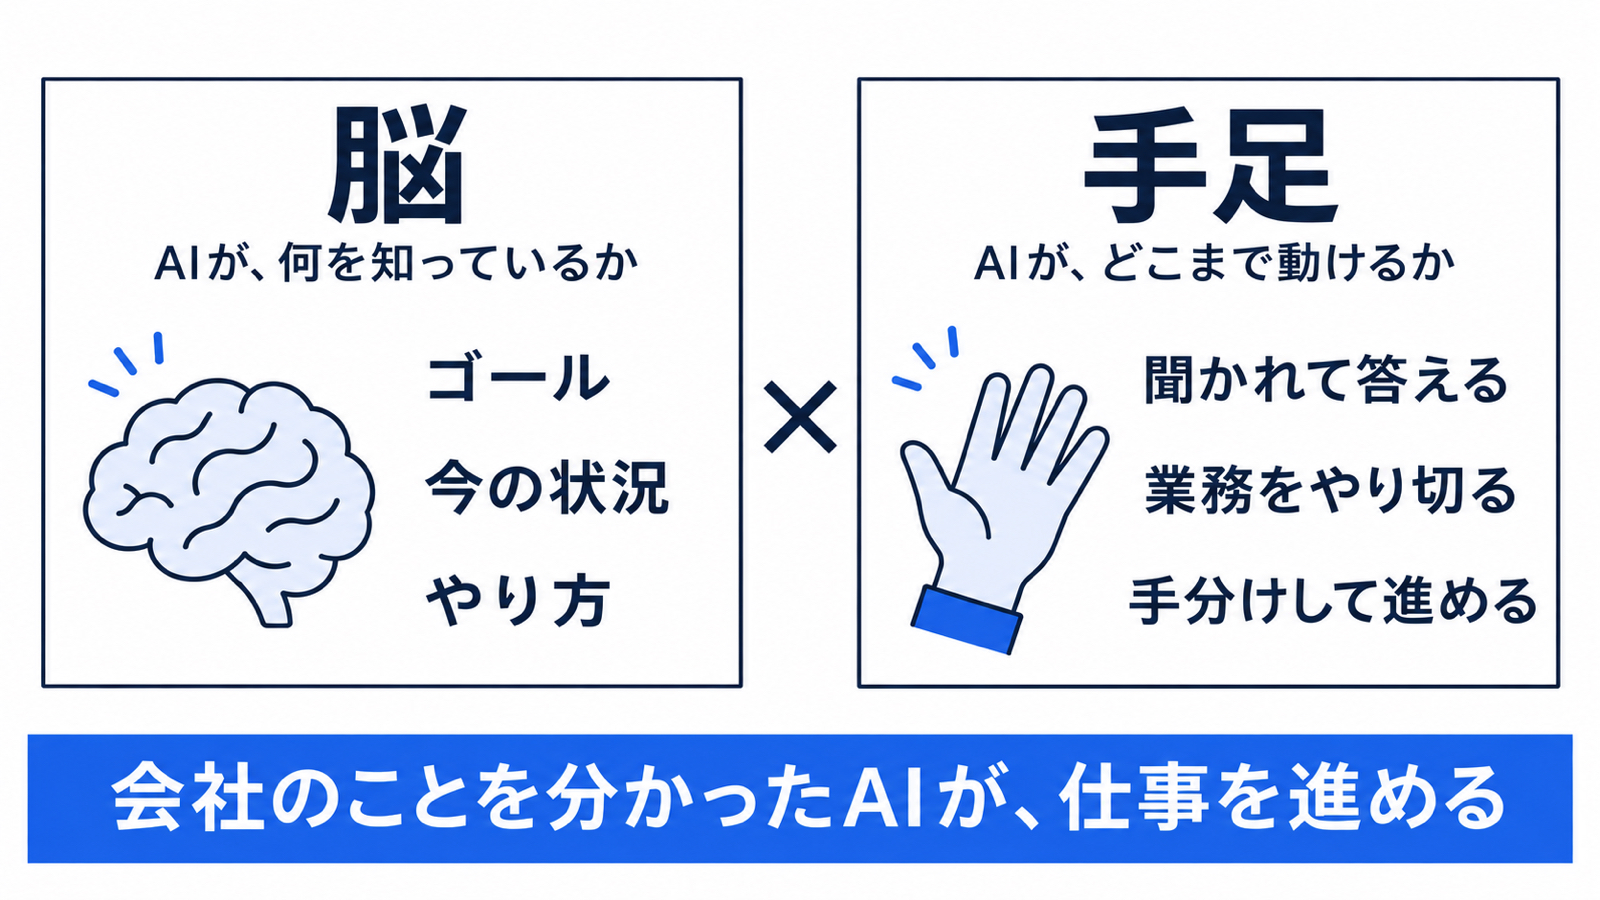 脳
AIが、何を知っているか
ゴール
今の状況
やり方
×
手足
AIが、どこまで動けるか
聞かれて答える
業務をやり切る
手分けして進める
会社のことを分かったAIが、仕事を進める